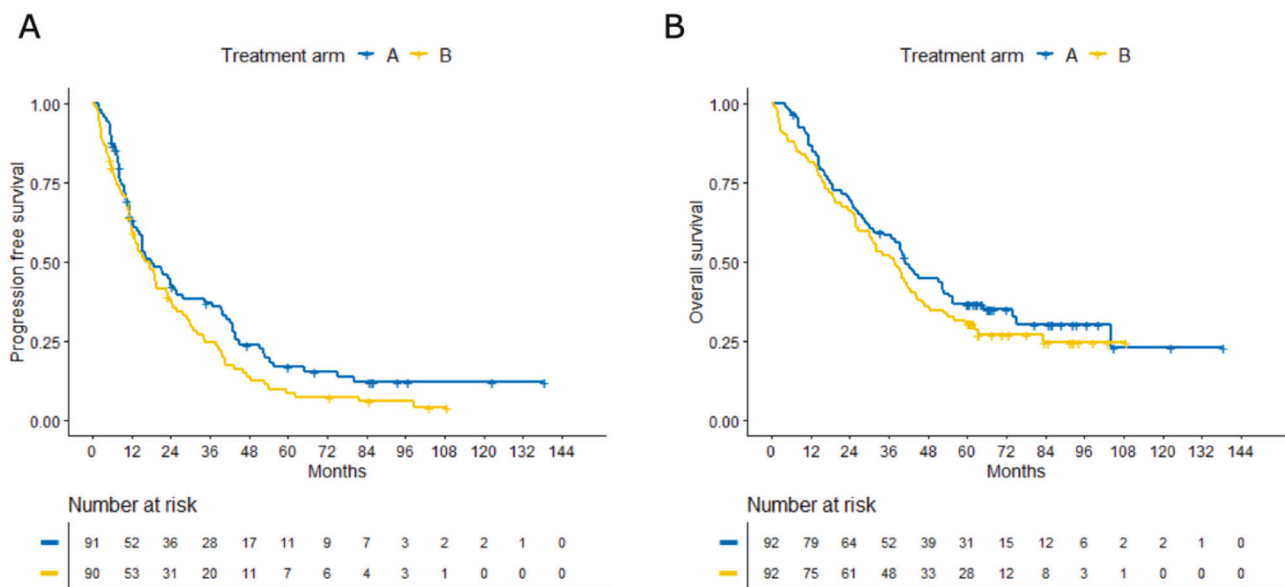 A
Treatment arm A B
Progression free survival
1.00
0.75
0.50
0.25
0.00
0 12 24 36 48 60 72 84 96 108 120 132 144
Months
Number at risk
91 52 36 28 17 11 9 7 3 2 2 1 0
90 53 31 20 11 7 6 4 3 1 0 0 0
B
Treatment arm A B
Overall survival
1.00
0.75
0.50
0.25
0.00
0 12 24 36 48 60 72 84 96 108 120 132 144
Months
Number at risk
92 79 64 52 39 31 15 12 6 2 2 1 0
92 75 61 48 33 28 12 8 3 1 0 0 0